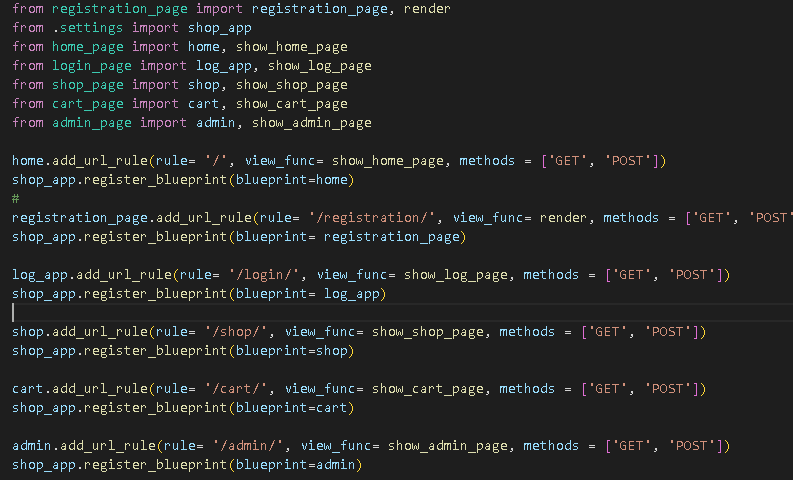 from registration_page import registration_page, render
from .settings import shop_app
from home_page import home, show_home_page
from login_page import log_app, show_log_page
from shop_page import shop, show_shop_page
from cart_page import cart, show_cart_page
from admin_page import admin, show_admin_page
home.add_url_rule(rule= '/', view_func= show_home_page, methods = ['GET', 'POST'])
shop_app.register_blueprint(blueprint=home)
#
registration_page.add_url_rule(rule= '/registration/', view_func= render, methods = ['GET', 'POST'
shop_app.register_blueprint(blueprint= registration_page)
log_app.add_url_rule(rule= '/login/', view_func= show_log_page, methods = ['GET', 'POST'])
shop_app.register_blueprint(blueprint= log_app)
shop.add_url_rule(rule= '/shop/', view_func= show_shop_page, methods = ['GET', 'POST'])
shop_app.register_blueprint(blueprint=shop)
cart.add_url_rule(rule= '/cart/', view_func= show_cart_page, methods = ['GET', 'POST'])
shop_app.register_blueprint(blueprint=cart)
admin.add_url_rule(rule= '/admin/', view_func= show_admin_page, methods = ['GET', 'POST'])
shop_app.register_blueprint(blueprint=admin)